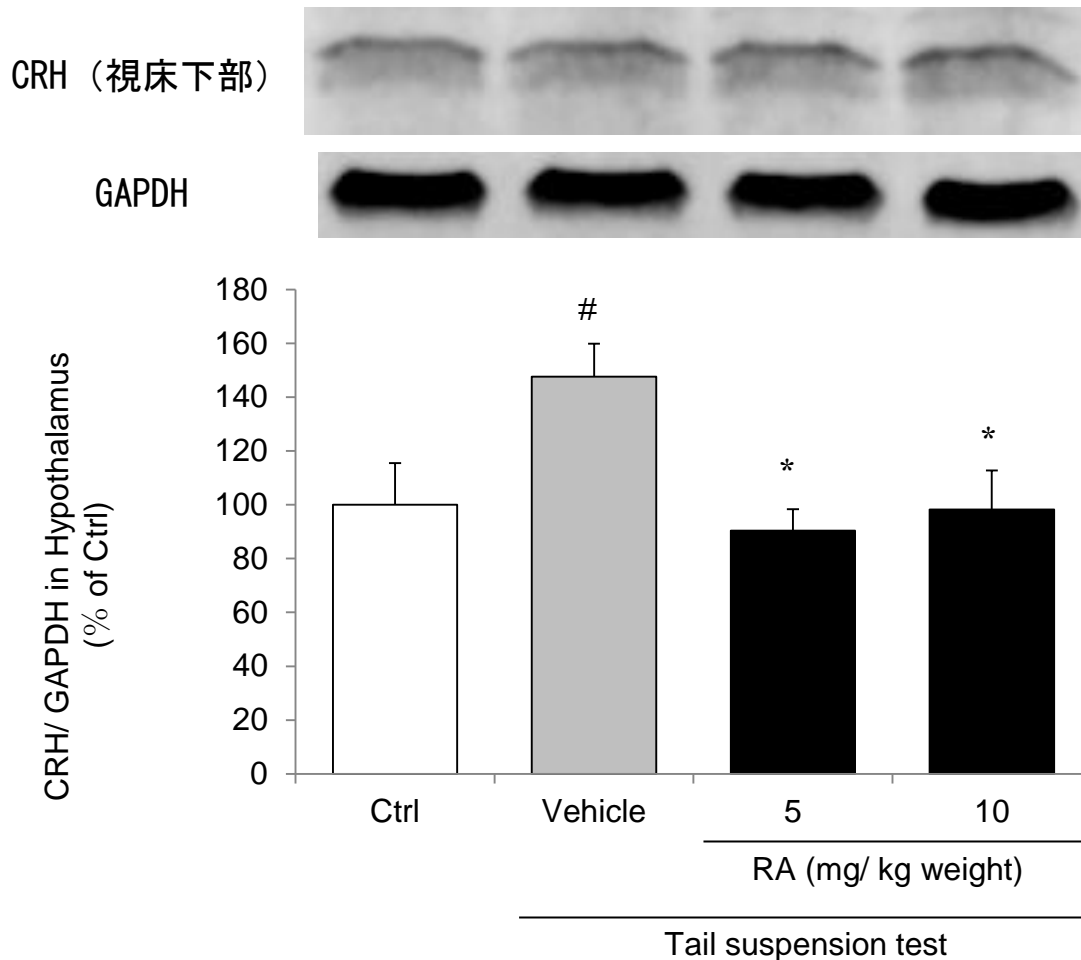 CRH（視床下部）
GAPDH
CRH/ GAPDH in Hypothalamus
(% of Ctrl)
180
160
140
120
100
80
60
40
20
0
#
*
*
Ctrl Vehicle 5 10
RA (mg/ kg weight)
Tail suspension test